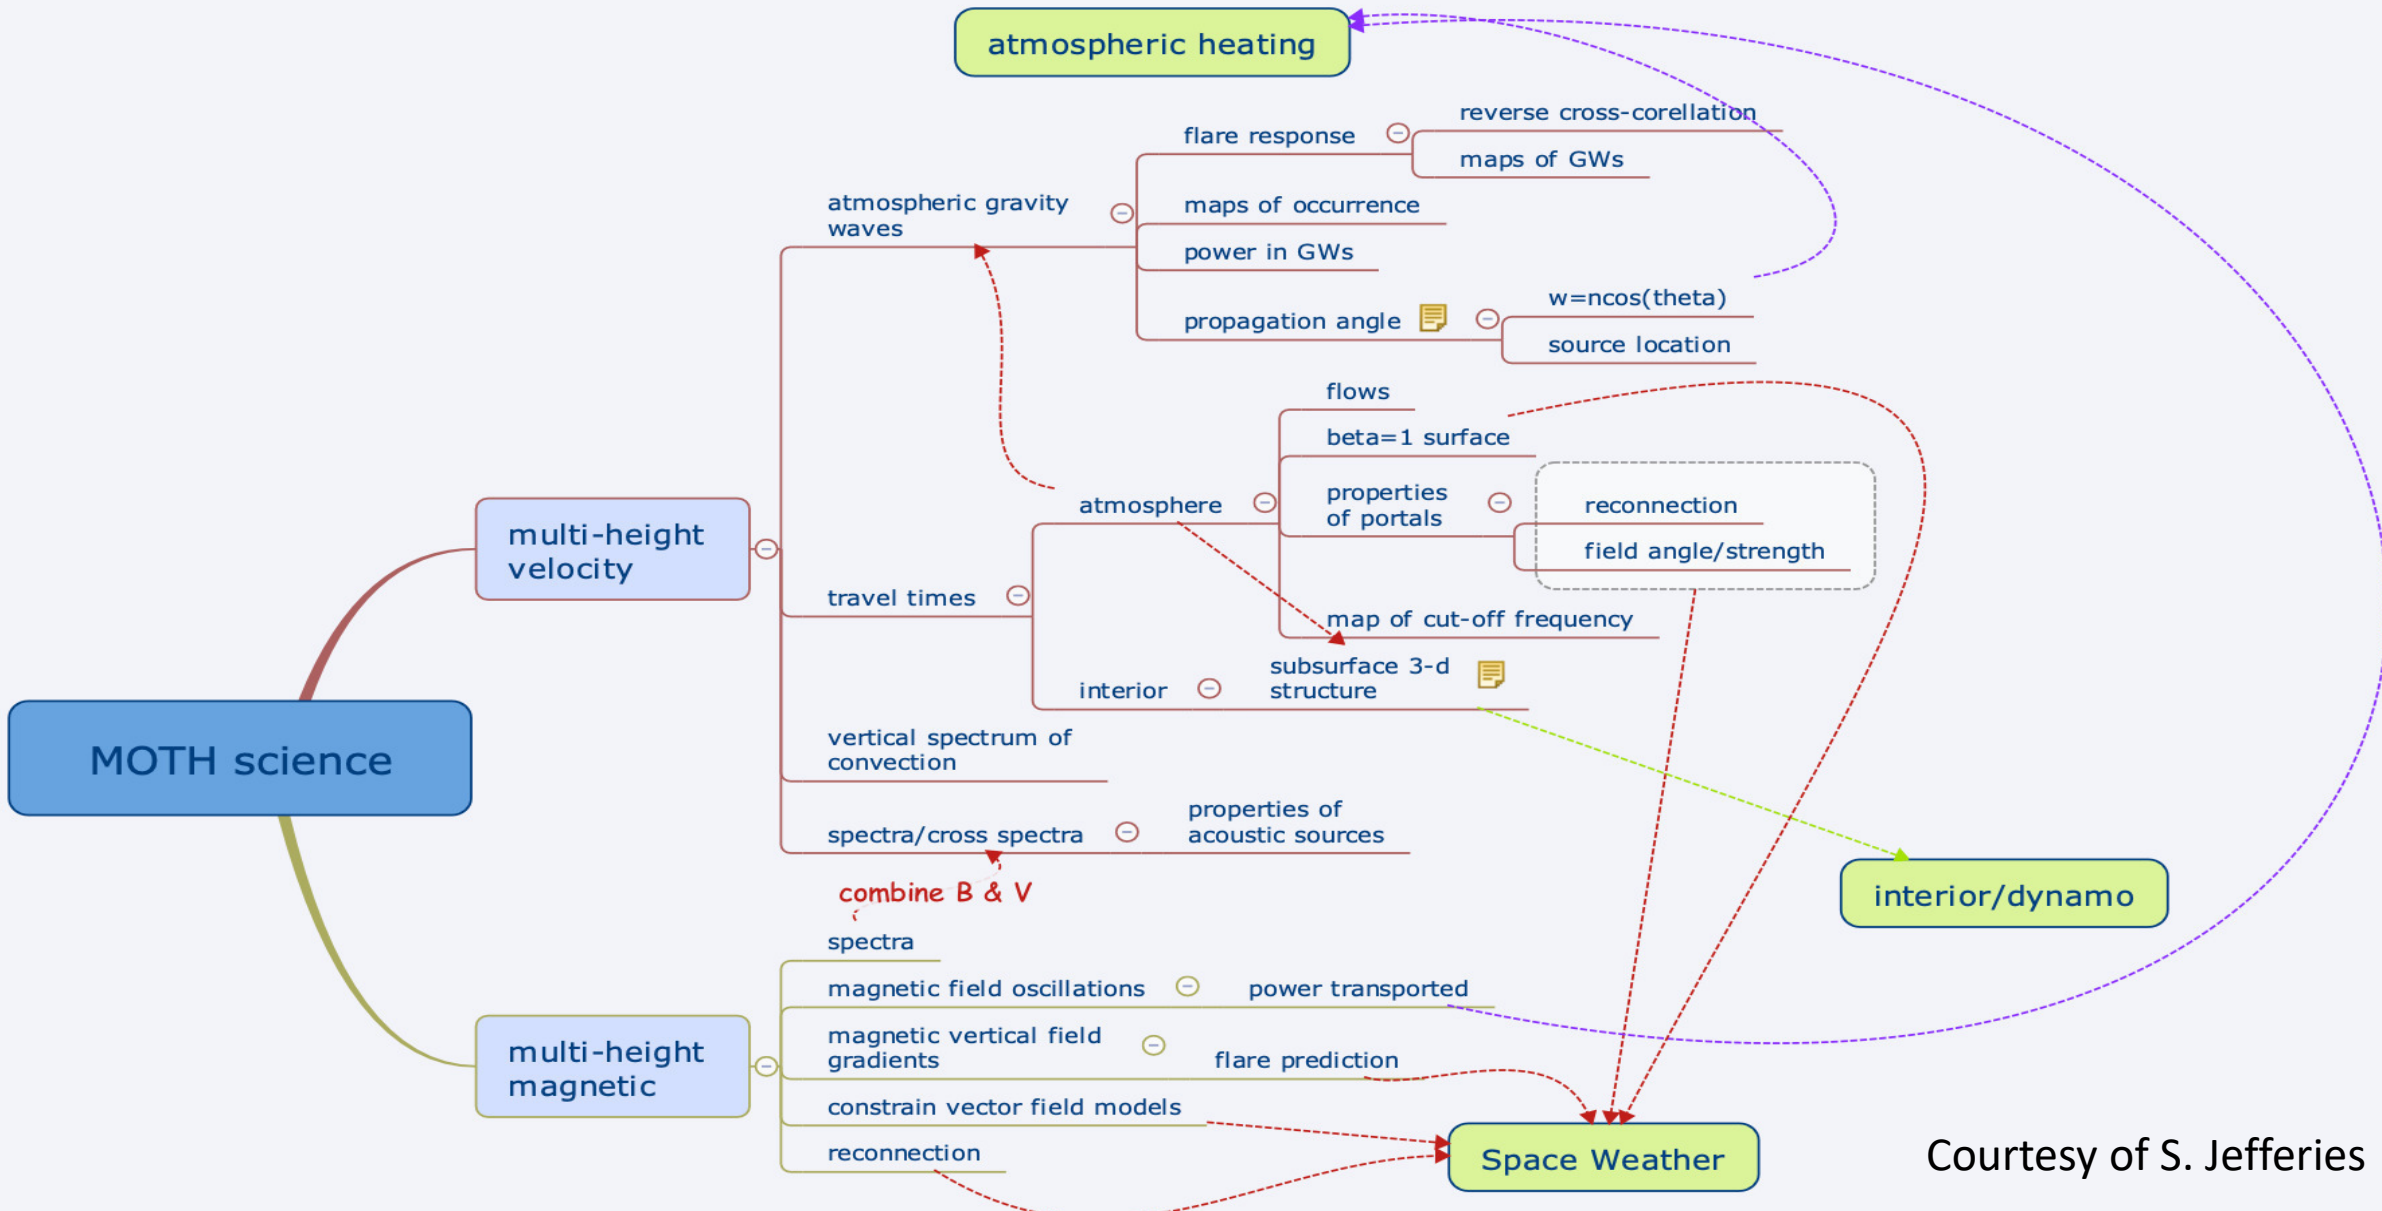 atmospheric heating
reverse cross-corellation
flare response
maps of GWs
atmospheric gravity
waves
maps of occurrence
power in GWs
w=ncos(theta)
propagation angle
source location
flows
beta=1 surface
properties
of portals
atmosphere
reconnection
field angle/strength
multi-height
velocity
travel times
map of cut-off frequency
subsurface 3-d
structure
interior
vertical spectrum of
convection
MOTH science
properties of
acoustic sources
spectra/cross spectra
combine B & V
interior/dynamo
spectra
magnetic field oscillations
power transported
magnetic vertical field
gradients
flare prediction
multi-height
magnetic
constrain vector field models
reconnection
Space Weather
Courtesy of S. Jefferies